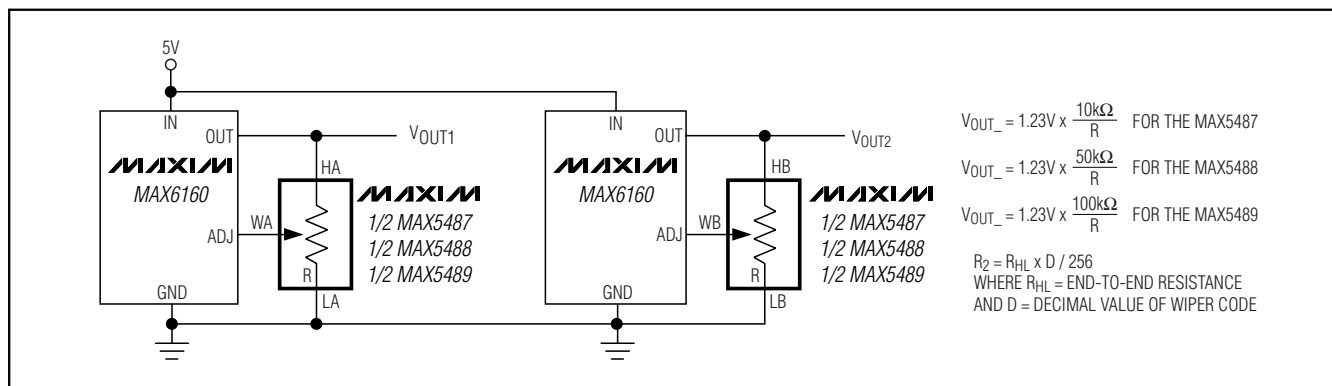 5V
IN
OUT
VOUT1
MAXIM
MAX6160
HA
WA
ADJ
R
LA
GND
MAXIM
1/2 MAX5487
1/2 MAX5488
1/2 MAX5489
IN
OUT
VOUT2
MAXIM
MAX6160
HB
WB
ADJ
R
LB
GND
MAXIM
1/2 MAX5487
1/2 MAX5488
1/2 MAX5489
VOUT_ = 1.23V x 10kΩ / R FOR THE MAX5487
VOUT_ = 1.23V x 50kΩ / R FOR THE MAX5488
VOUT_ = 1.23V x 100kΩ / R FOR THE MAX5489
R2 = RHL x D / 256
WHERE RHL = END-TO-END RESISTANCE
AND D = DECIMAL VALUE OF WIPER CODE